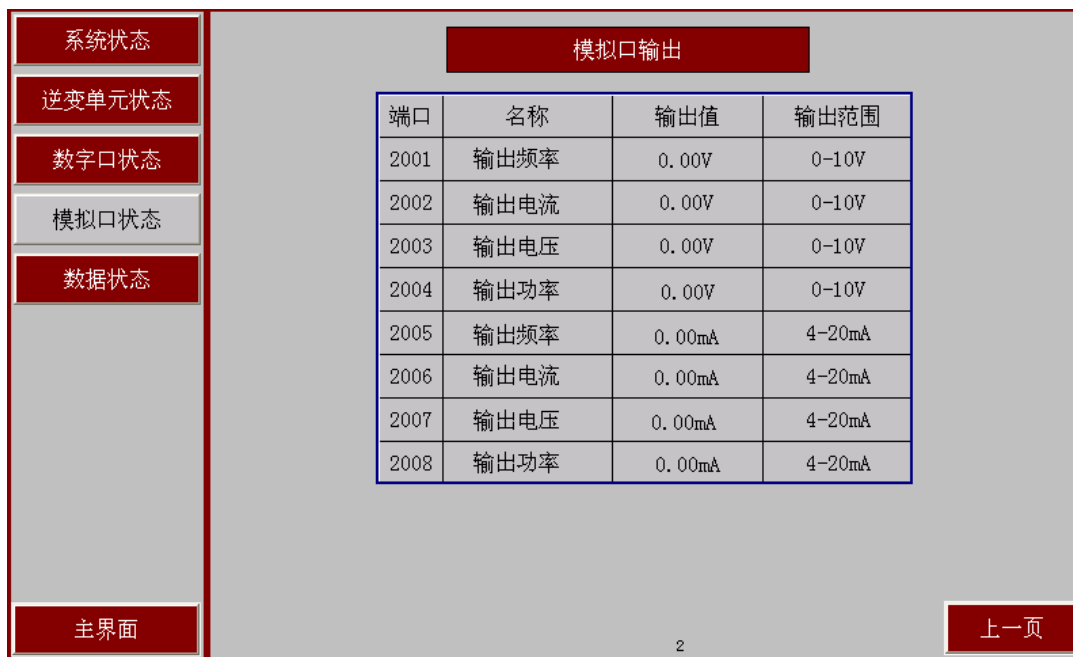 系统状态
逆变单元状态
数字口状态
模拟口状态
数据状态
主界面
模拟口输出
端口 名称 输出值 输出范围
2001 输出频率 0.00V 0-10V
2002 输出电流 0.00V 0-10V
2003 输出电压 0.00V 0-10V
2004 输出功率 0.00V 0-10V
2005 输出频率 0.00mA 4-20mA
2006 输出电流 0.00mA 4-20mA
2007 输出电压 0.00mA 4-20mA
2008 输出功率 0.00mA 4-20mA
2
上一页